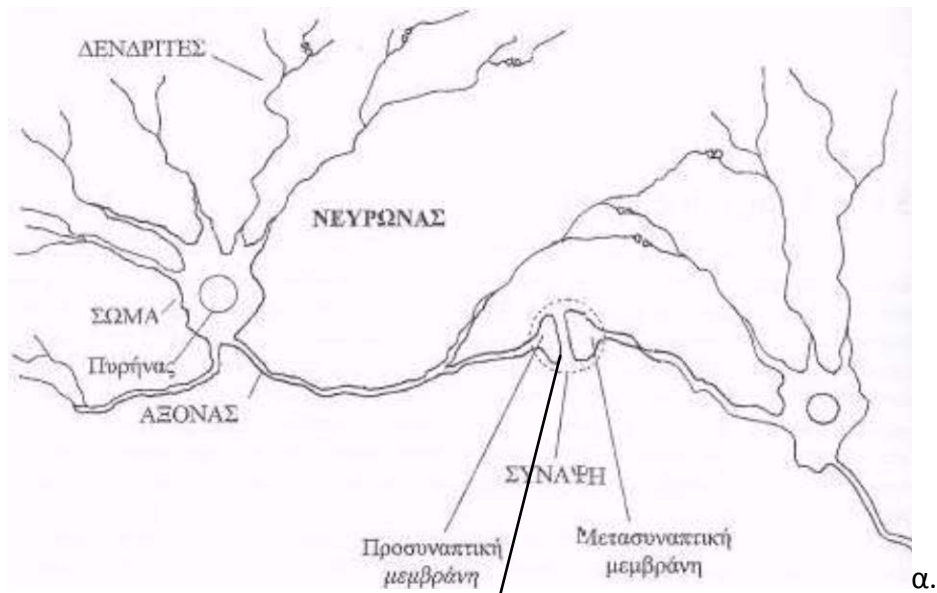 ΔΕΝΔΡΙΤΕΣ
ΝΕΥΡΩΝΑΣ
ΣΩΜΑ
Πυρήνας
ΑΞΟΝΑΣ
ΣΥΝΑΨΗ
Προσυναπτική
μεμβράνη
Μετασυναπτική
μεμβράνη
α.